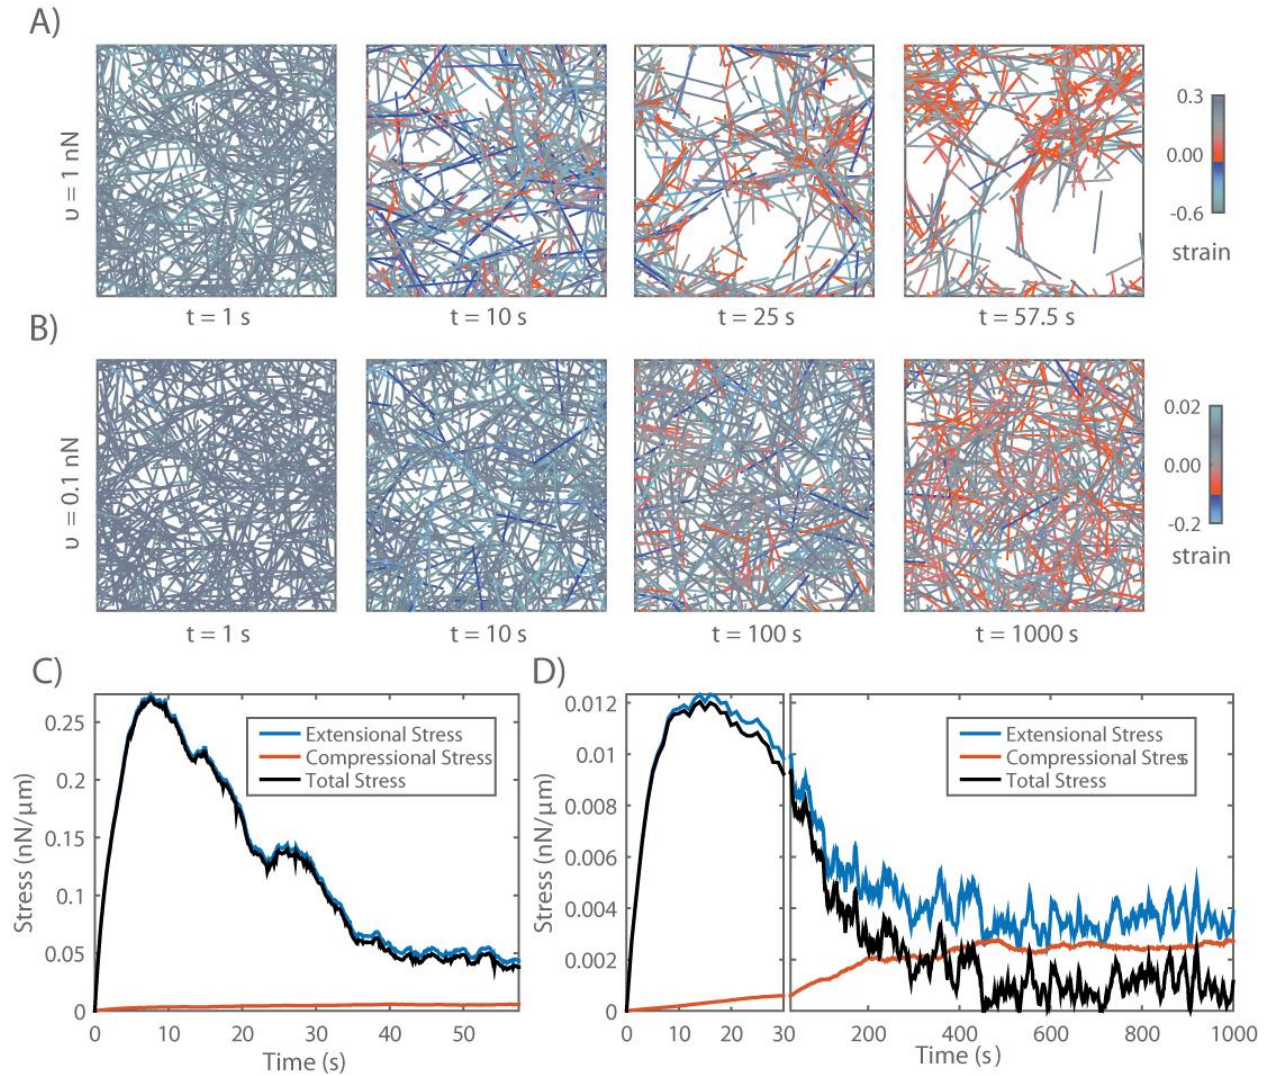 A)
υ = 1 nN
0.3
0.00
-0.6
strain
t = 1 s
t = 10 s
t = 25 s
t = 57.5 s
B)
υ = 0.1 nN
0.02
0.00
-0.2
strain
t = 1 s
t = 10 s
t = 100 s
t = 1000 s
C)
Stress (nN/μm)
0.25
0.2
0.15
0.1
0.05
0
Extensional Stress
Compressional Stress
Total Stress
0 10 20 30 40 50
Time (s)
D)
Stress (nN/μm)
0.012
0.01
0.008
0.006
0.004
0.002
0
Extensional Stress
Compressional Stress
Total Stress
0 10 20 30 0 200 400 600 800 1000
Time (s)